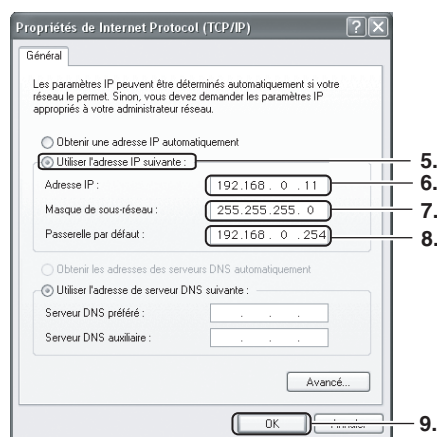 Propriétés de Internet Protocol (TCP/IP)
Général
Les paramètres IP peuvent être déterminés automatiquement si votre
réseau le permet. Sinon, vous devez demander les paramètres IP
appropriés à votre administrateur réseau.
Obtenir une adresse IP automatiquement
Utiliser l'adresse IP suivante : 5.
Adresse IP : 192.168. 0 .11 6.
Masque de sous-réseau : 255.255.255. 0 7.
Passerelle par défaut : 192.168. 0 .254 8.
Obtenir les adresses des serveurs DNS automatiquement
Utiliser l'adresse de serveur DNS suivante :
Serveur DNS préféré : . . .
Serveur DNS auxiliaire : . . .
Avancé...
OK Annuler 9.